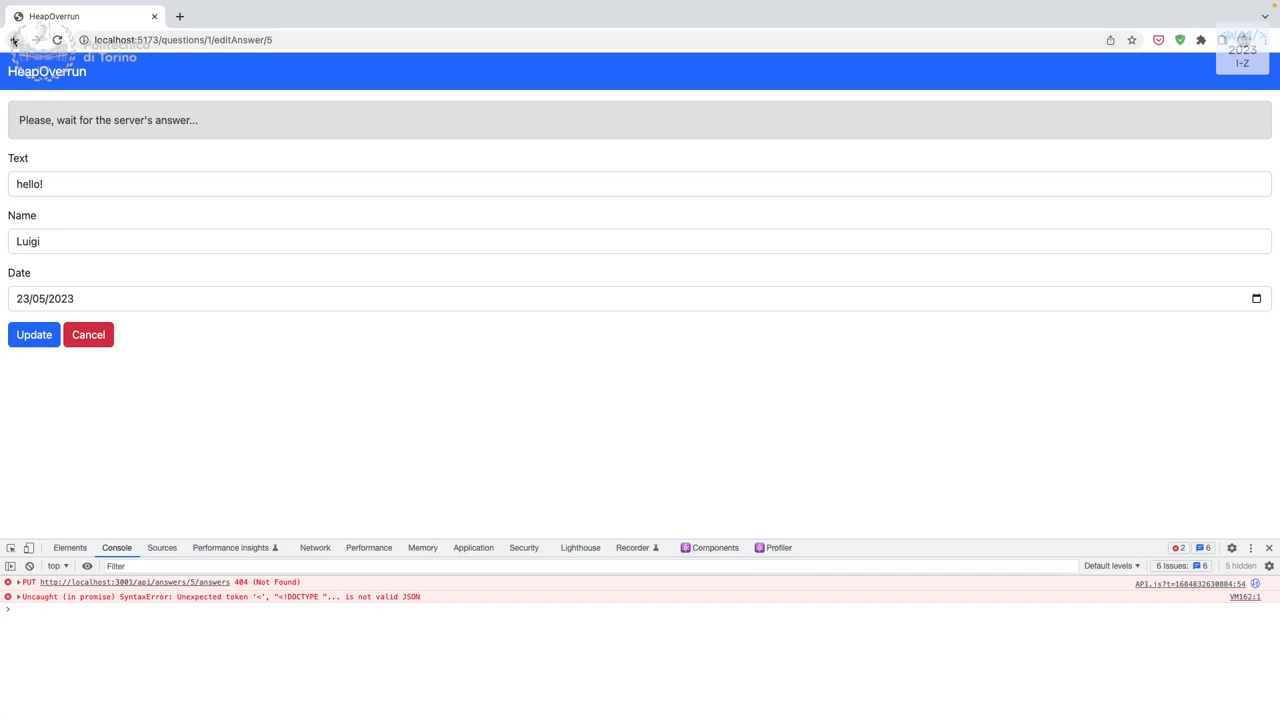 HeapOverrun
localhost:5173/questions/1/editAnswer/5
Politecnico
di Torino
<WA1/>
2023
I-Z
HeapOverrun
Please, wait for the server's answer...
Text
hello!
Name
Luigi
Date
23/05/2023
Update Cancel
Elements Console Sources Performance insights Network Performance Memory Application Security Lighthouse Recorder Components Profiler 2 6
top Filter Default levels 6 Issues: 6 5 hidden
PUT http://localhost:3001/api/answers/5/answers 404 (Not Found) API.js?t=1684832630884:54
Uncaught (in promise) SyntaxError: Unexpected token '<', "<!DOCTYPE "... is not valid JSON VM162:1